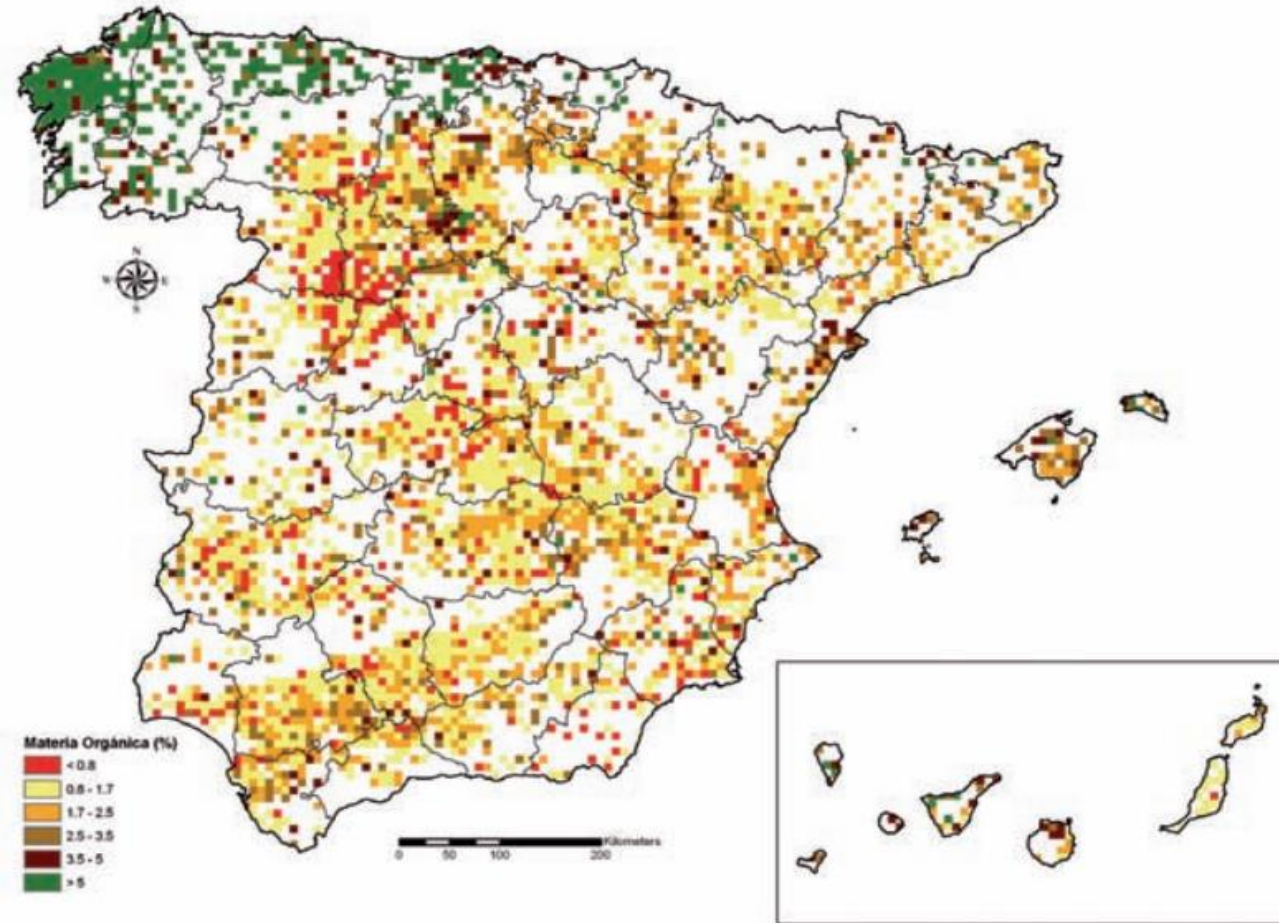 N
W E
S
Materia Orgánica (%)
< 0.8
0.8 - 1.7
1.7 - 2.5
2.5 - 3.5
3.5 - 5
> 5
Kilometers
0 50 100 200